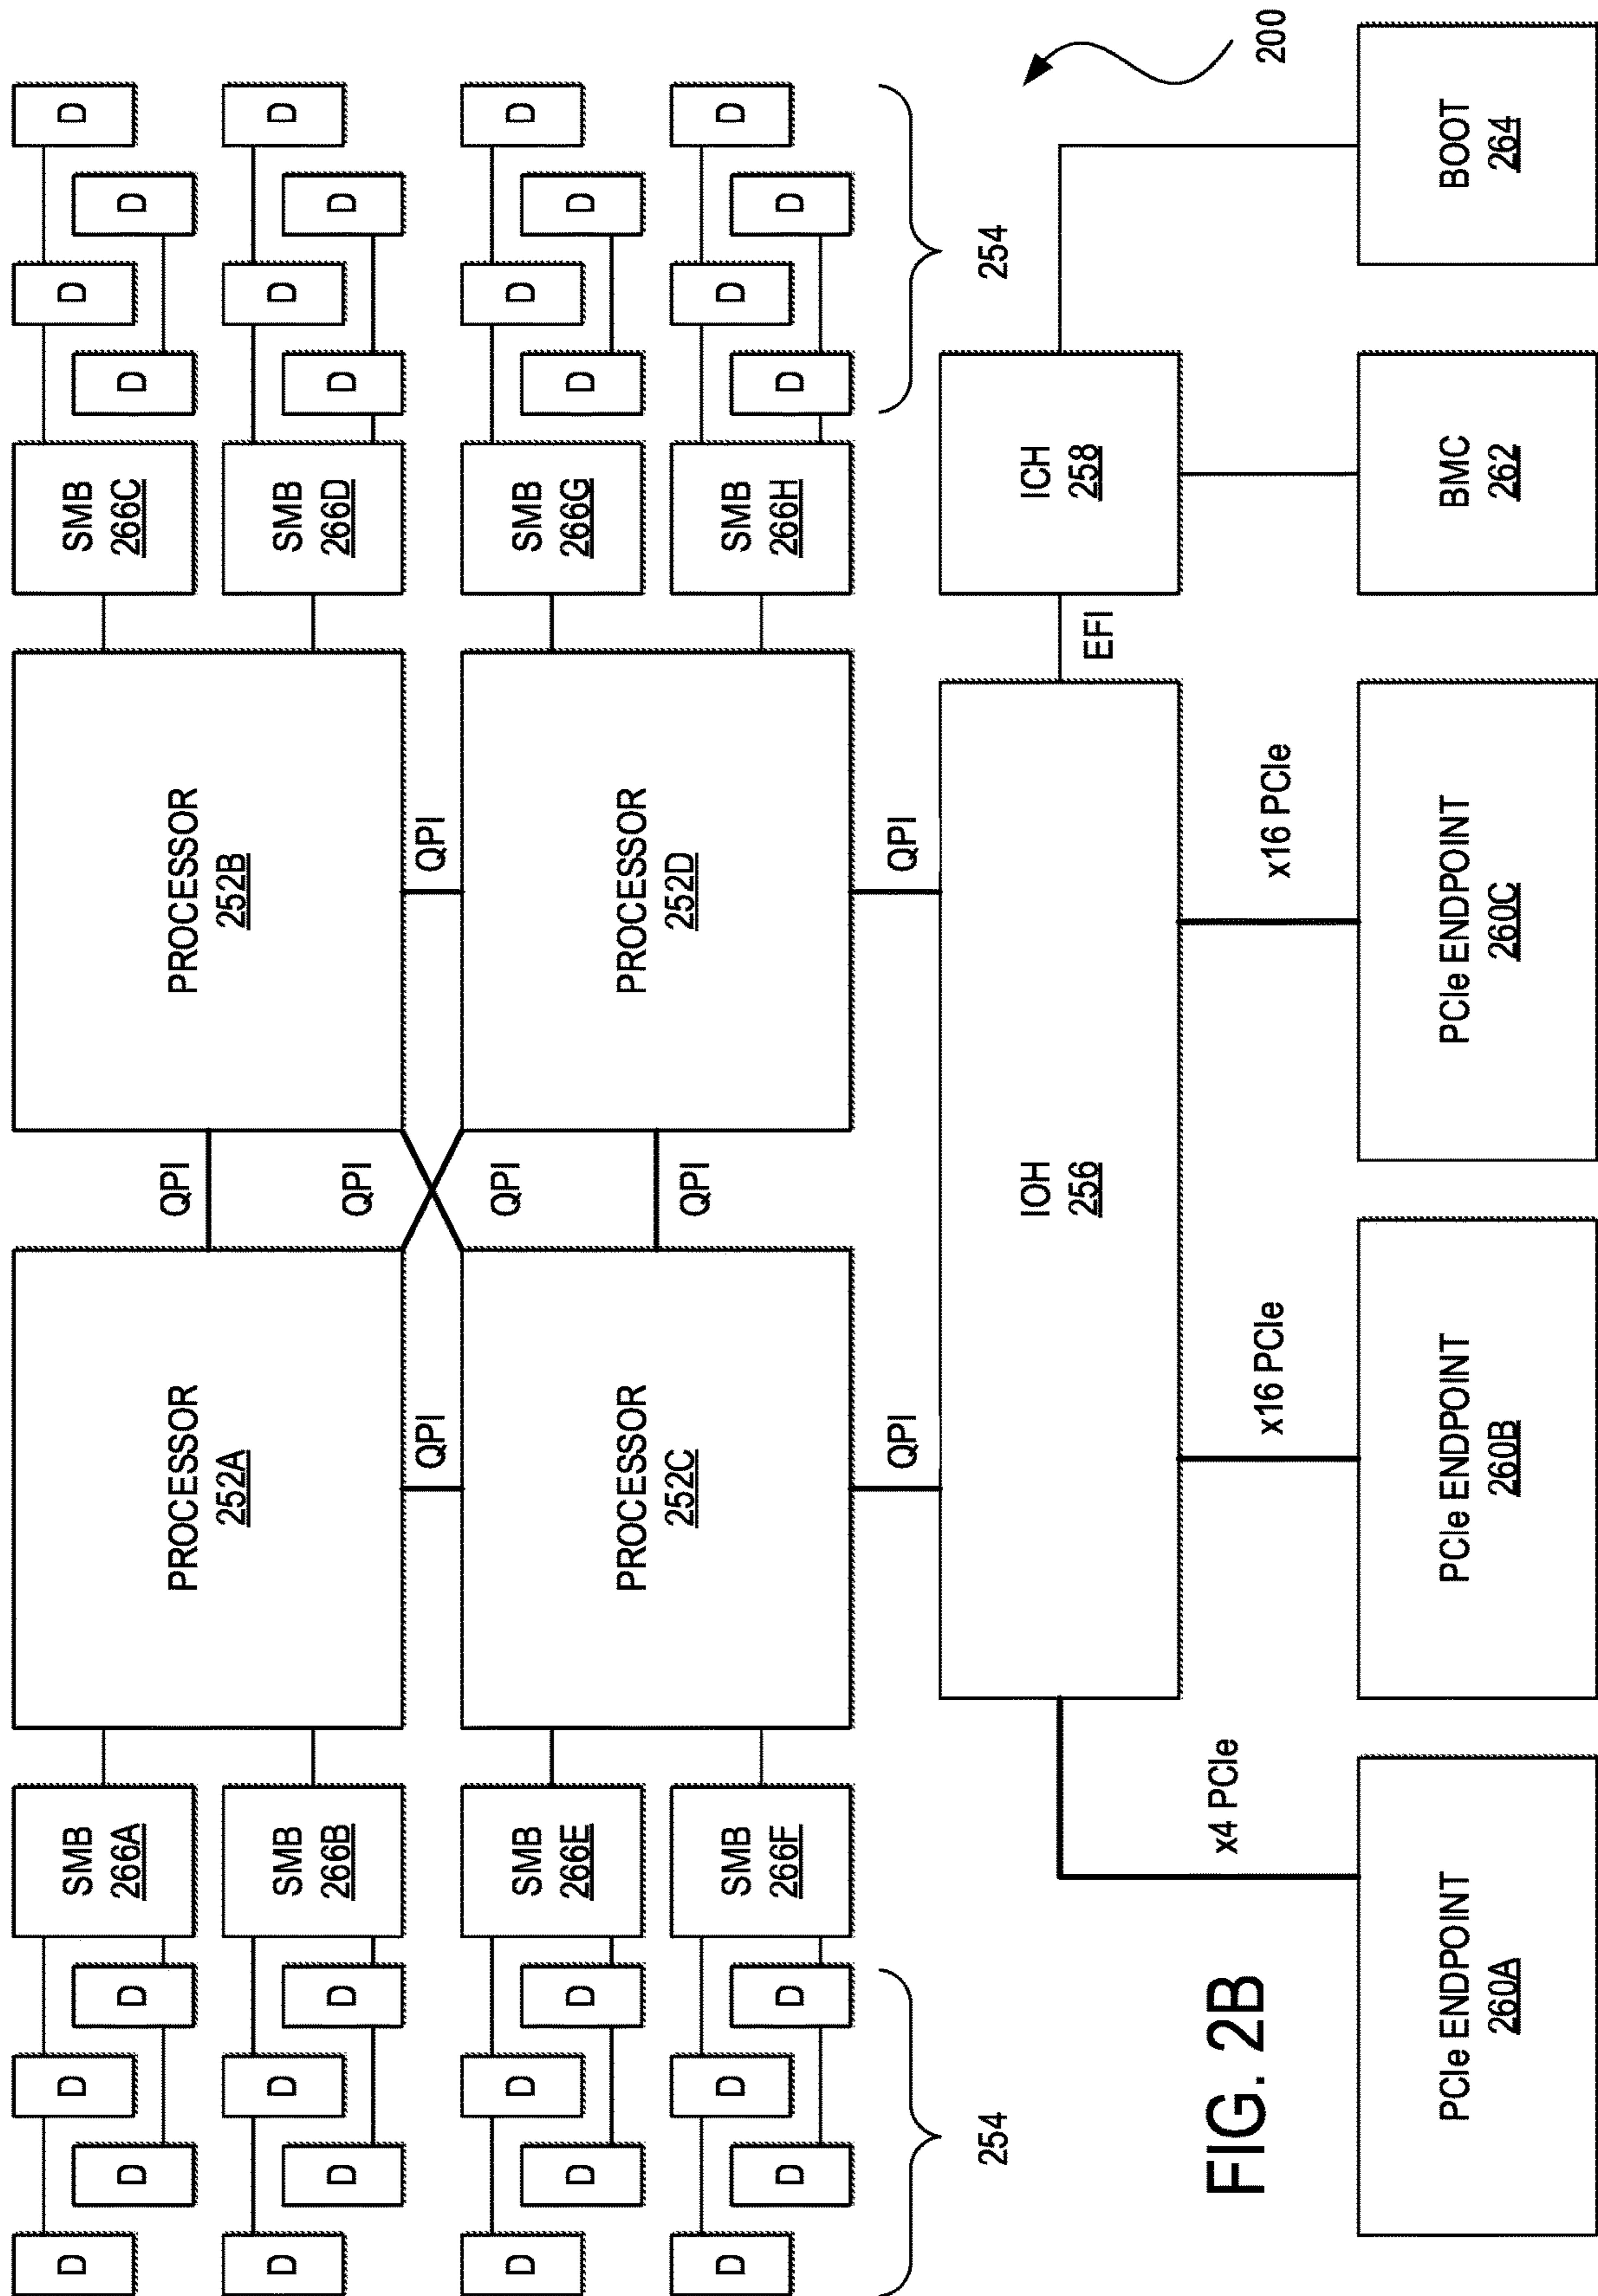 D
D
SMB
266A
D
D
PROCESSOR
252A
QPI
PROCESSOR
252B
SMB
266C
D
D
D
D
D
D
SMB
266B
D
D
QPI
SMB
266D
D
D
D
D
QPI
QPI
D
D
SMB
266E
D
D
PROCESSOR
252C
QPI
PROCESSOR
252D
SMB
266G
D
D
D
D
D
D
SMB
266F
D
D
QPI
SMB
266H
D
D
D
D
QPI
QPI
254
254
IOH
256
EFI
ICH
258
FIG. 2B
x4 PCIe
x16 PCIe
x16 PCIe
200
PCIe ENDPOINT
260A
PCIe ENDPOINT
260B
PCIe ENDPOINT
260C
BMC
262
BOOT
264